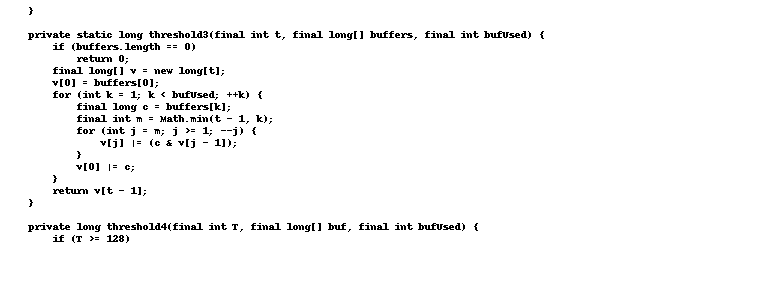 }
private static long threshold3(final int t, final long[] buffers, final int bufUsed) {
if (buffers.length == 0)
return 0;
final long[] v = new long[t];
v[0] = buffers[0];
for (int k = 1; k < bufUsed; ++k) {
final long c = buffers[k];
final int m = Math.min(t - 1, k);
for (int j = m; j >= 1; --j) {
v[j] |= (c & v[j - 1]);
}
v[0] |= c;
}
return v[t - 1];
}
private long threshold4(final int T, final long[] buf, final int bufUsed) {
if (T >= 128)